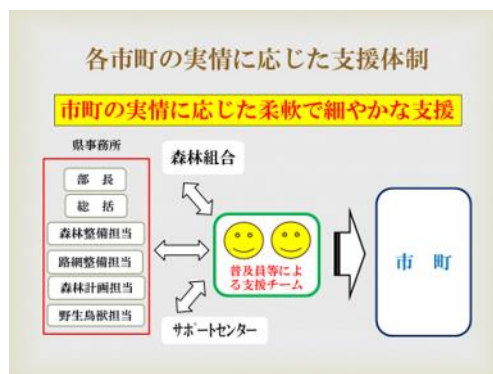 各市町の実情に応じた支援体制
市町の実情に応じた柔軟で細やかな支援
県事務所
部 長
総 括
森林整備担当
路網整備担当
森林計画担当
野生鳥獣担当
森林組合
普及員等によ
る支援チーム
サポートセンター
市 町